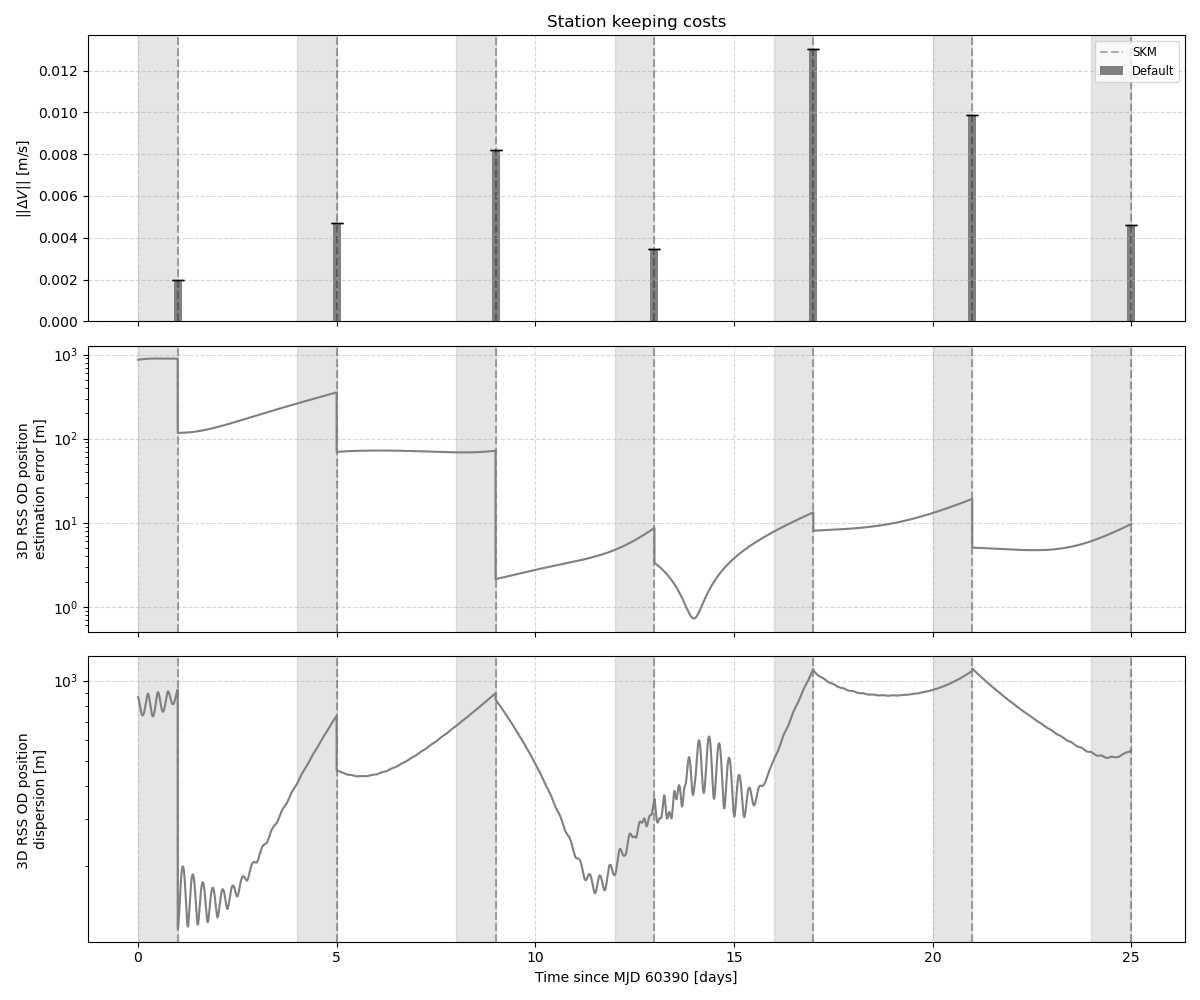 Station keeping costs
||ΔV|| [m/s]
0.012
0.010
0.008
0.006
0.004
0.002
0.000
SKM
Default
3D RSS OD position
estimation error [m]
10³
10²
10¹
10⁰
3D RSS OD position
dispersion [m]
10³
0 5 10 15 20 25
Time since MJD 60390 [days]